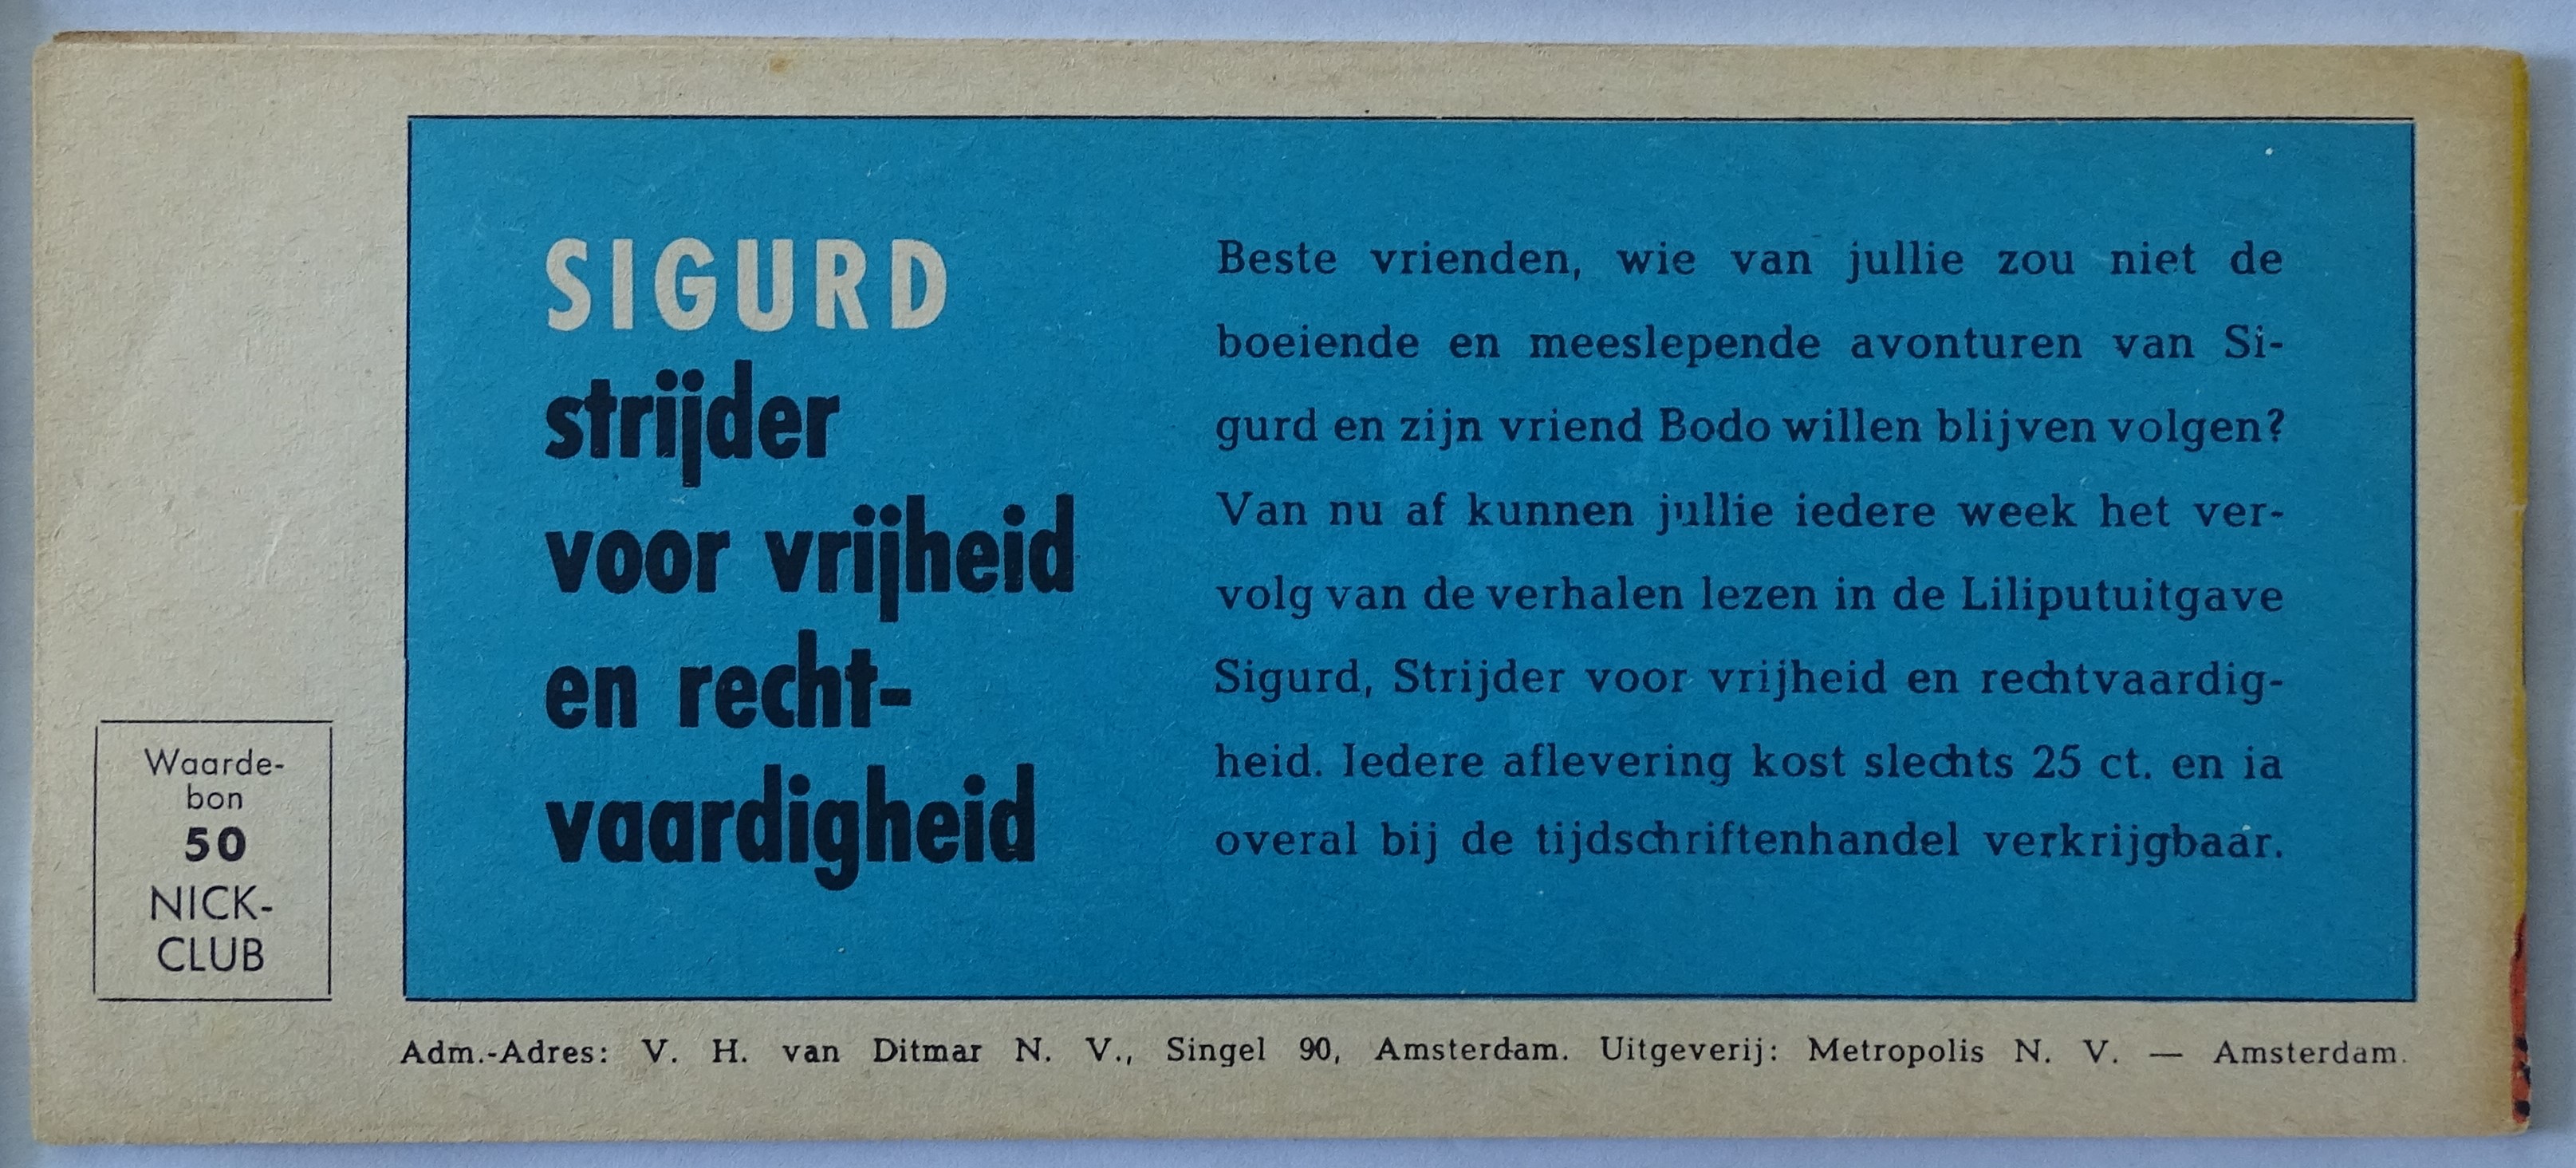 SIGURD
strijder
voor vrijheid
en recht-
vaardigheid
Beste vrienden, wie van jullie zou niet de
boeiende en meeslepende avonturen van Si-
gurd en zijn vriend Bodo willen blijven volgen?
Van nu af kunnen jullie iedere week het ver-
volg van de verhalen lezen in de Liliputuitgave
Sigurd, Strijder voor vrijheid en rechtvaardig-
heid. Iedere aflevering kost slechts 25 ct. en ia
overal bij de tijdschriftenhandel verkrijgbaar.
Waarde-
bon
50
NICK-
CLUB
Adm.-Adres: V. H. van Ditmar N. V., Singel 90, Amsterdam. Uitgeverij: Metropolis N. V. — Amsterdam.